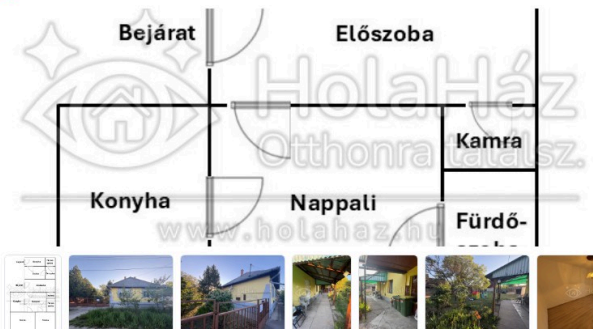 Bejárat
Előszoba
HolaHáz
Otthonra találsz.
Kamra
Konyha
Nappali
www.holahaz.hu
Fürdő-